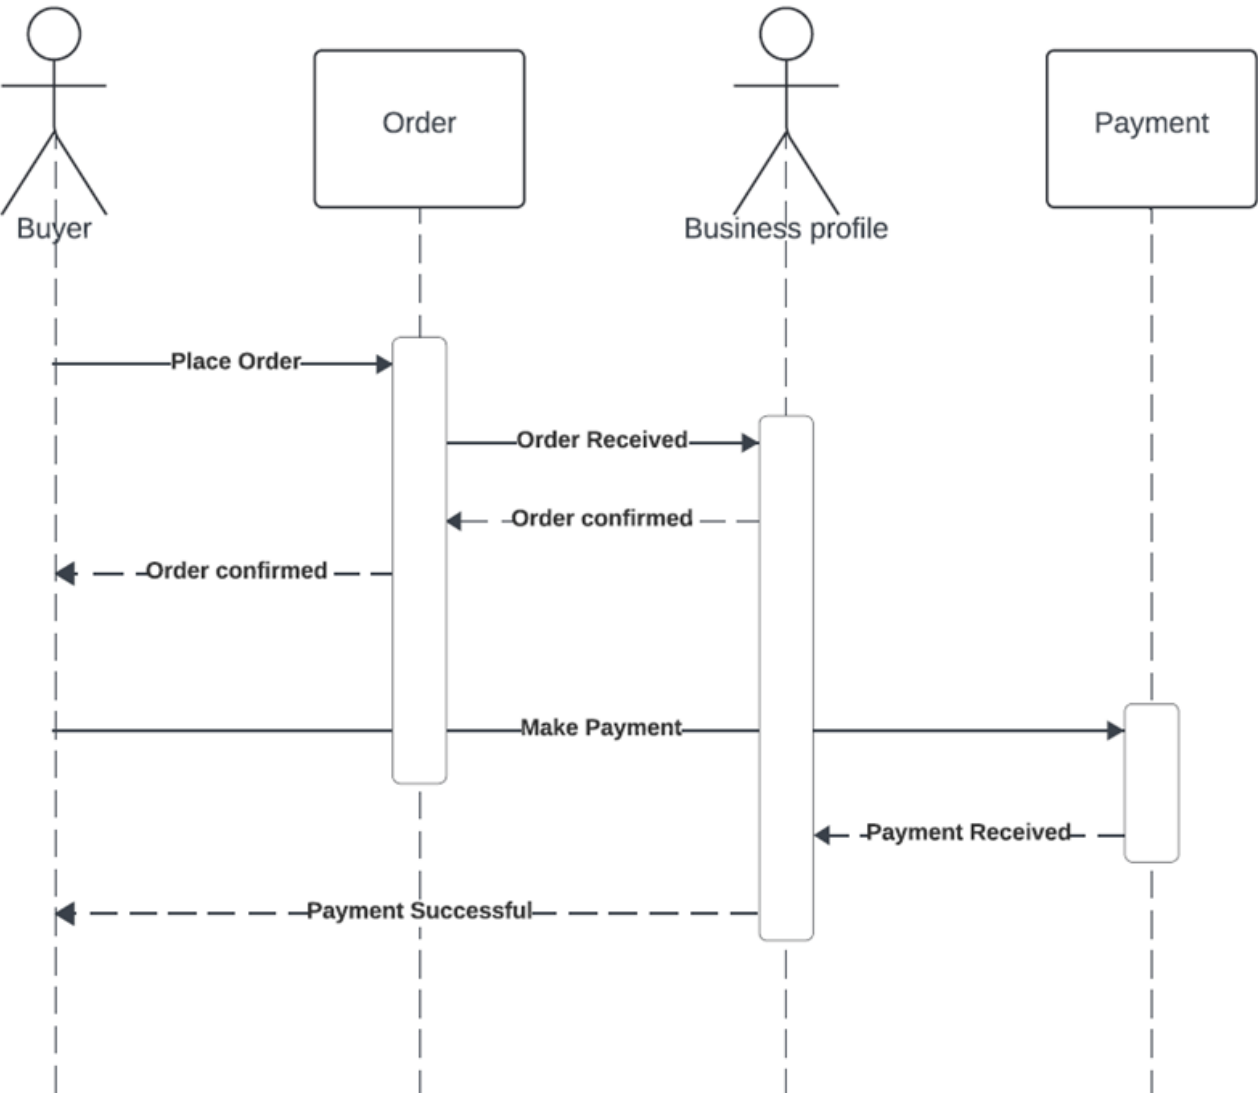 Order
Payment
Buyer
Business profile
Place Order
Order Received
Order confirmed
Order confirmed
Make Payment
Payment Received
Payment Successful